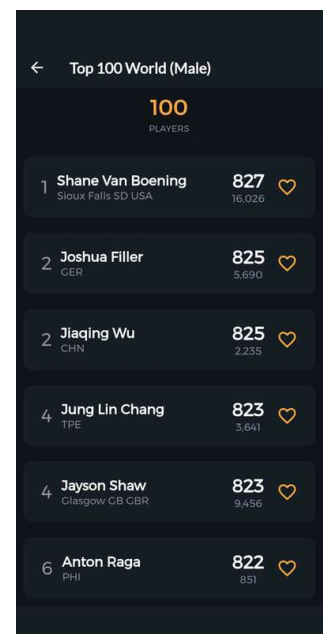 Top 100 World (Male)
100
PLAYERS
1 Shane Van Boening 827
Sioux Falls SD USA 16,026
2 Joshua Filler 825
GER 5,690
2 Jiaqing Wu 825
CHN 2,235
4 Jung Lin Chang 823
TPE 3,641
4 Jayson Shaw 823
Glasgow GB GBR 9,456
6 Anton Raga 822
PHI 851